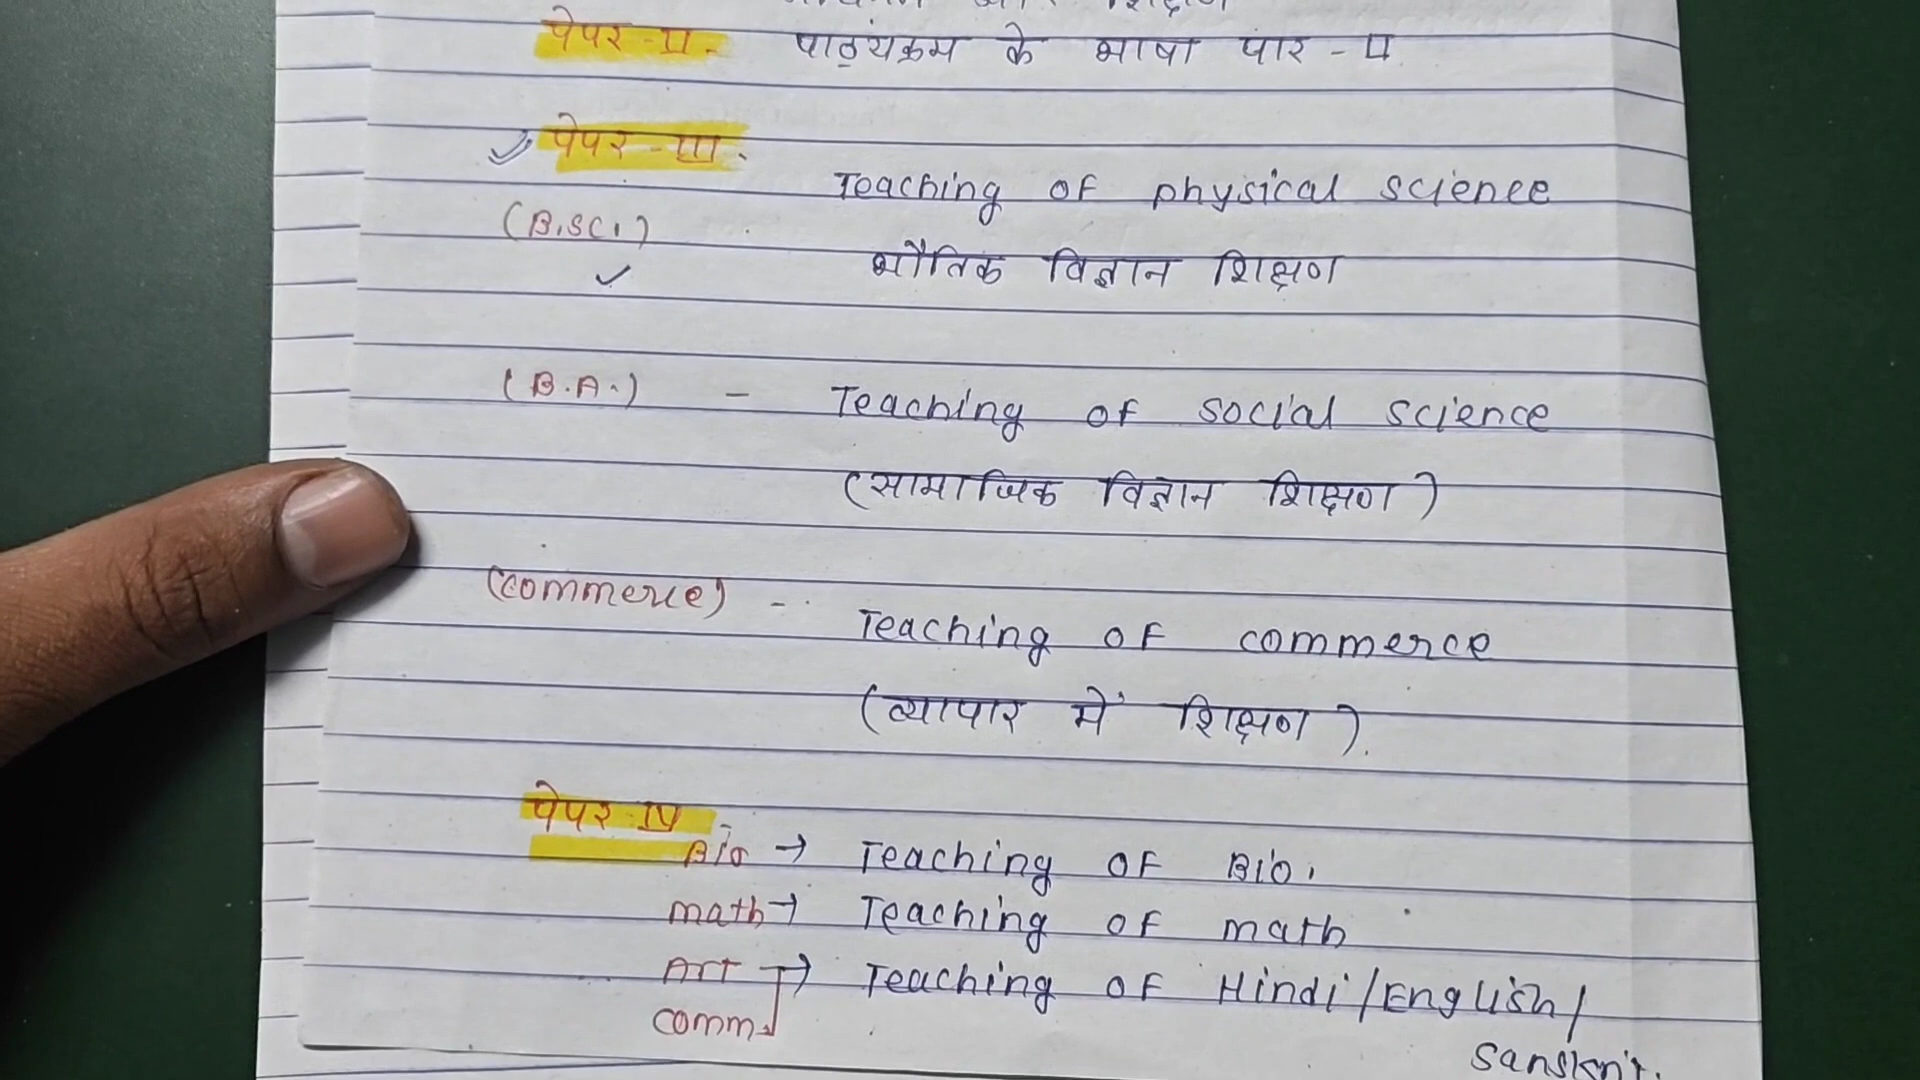 शिक्षण
पेपर-II. पाठ्यक्रम के भाषा पार - II
पेपर-III.
Teaching OF physical science
(B.SC.)
भौतिक विज्ञान शिक्षण
(B.A.) - Teaching OF social science
(सामाजिक विज्ञान शिक्षण)
(commerce) - Teaching OF commerce
(व्यापार में शिक्षण).
पेपर-IV -
Bio → Teaching OF Bio.
math → Teaching OF math
Art → Teaching OF Hindi/English/
comm. Sanskrit.